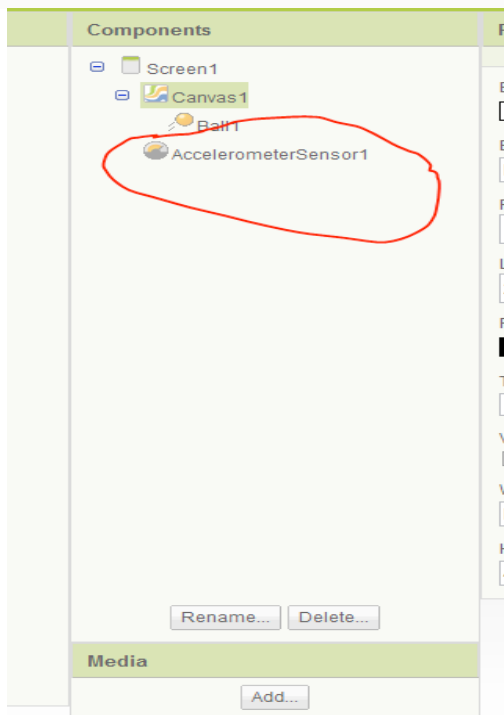 Components
Screen1
Canvas1
Ball1
AccelerometerSensor1
Rename... Delete...
Media
Add...